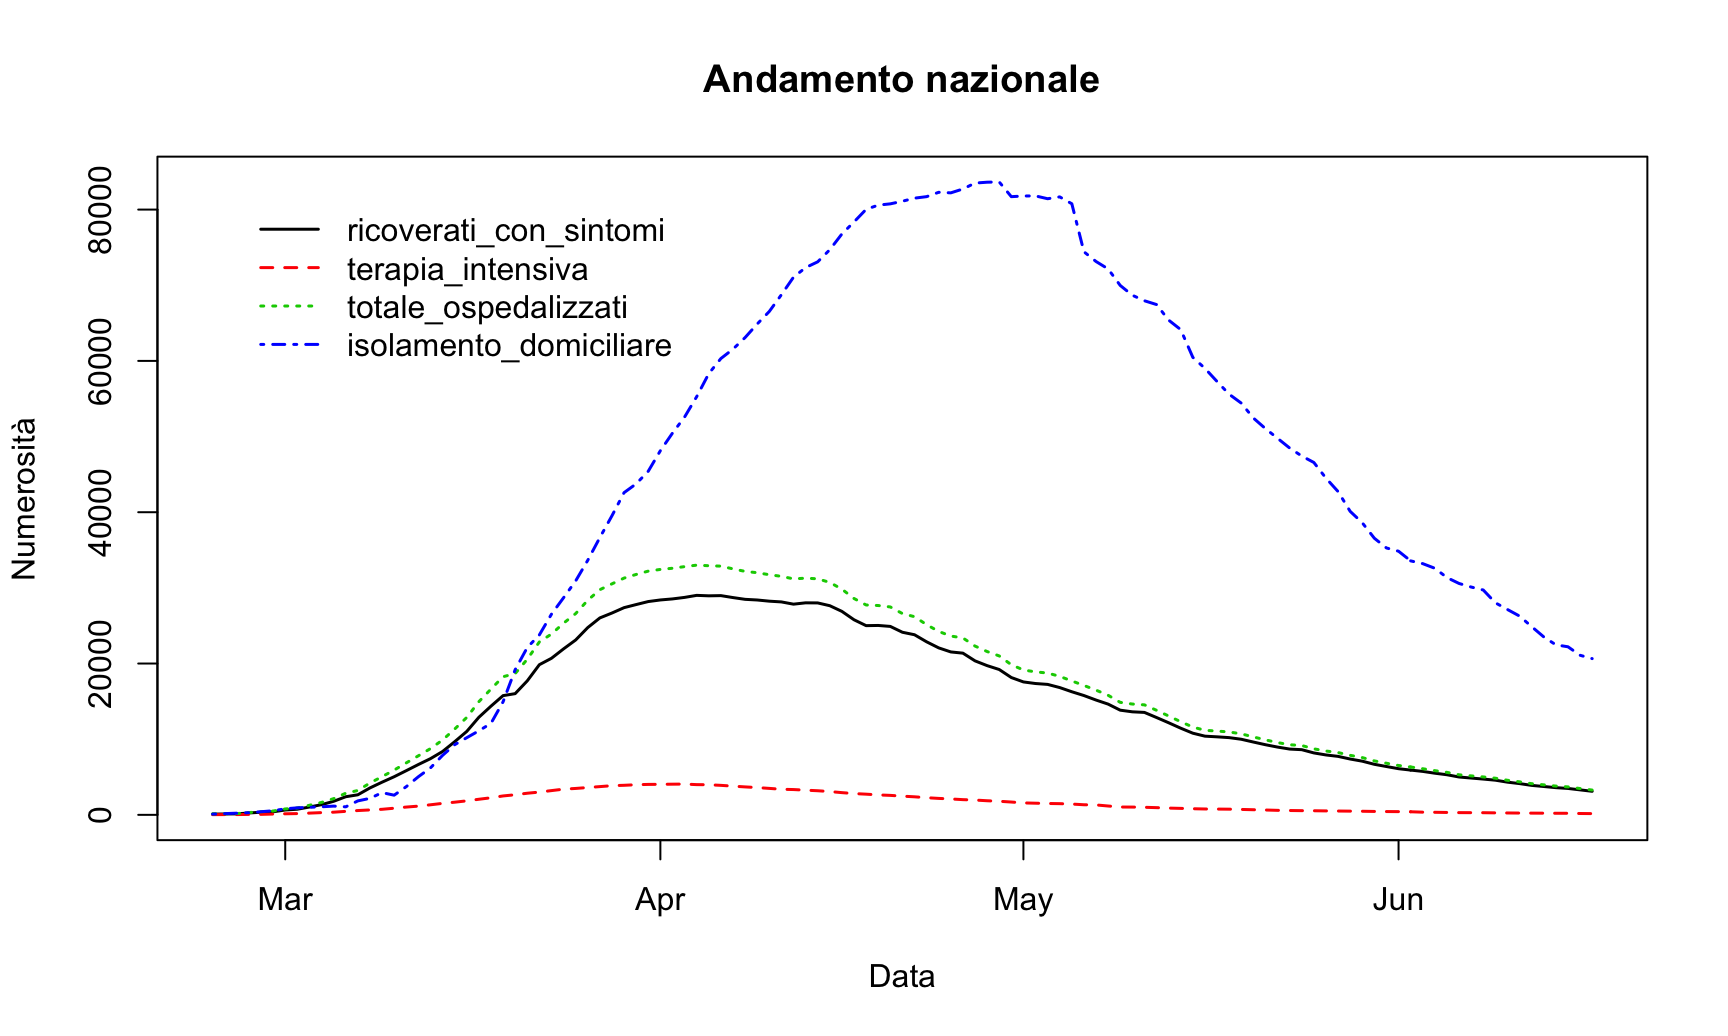 Andamento nazionale
80000
60000
40000
20000
0
Numerosità
ricoverati_con_sintomi
terapia_intensiva
totale_ospedalizzati
isolamento_domiciliare
Mar Apr May Jun
Data